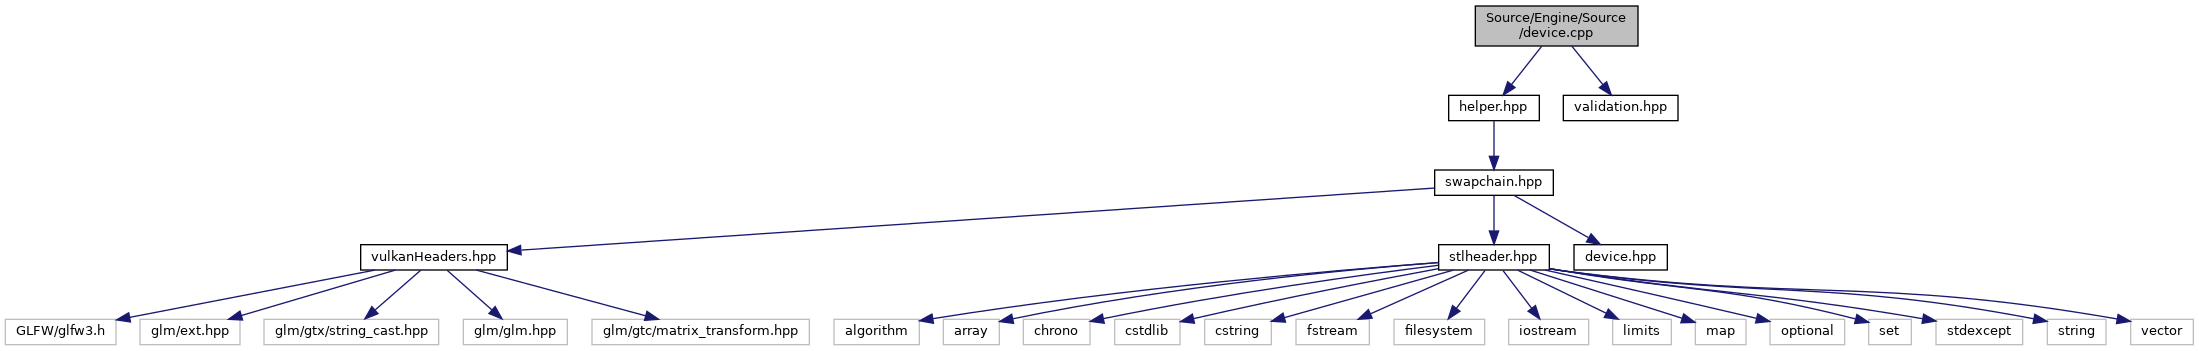 Source/Engine/Source
/device.cpp
helper.hpp
validation.hpp
swapchain.hpp
vulkanHeaders.hpp
stlheader.hpp
device.hpp
GLFW/glfw3.h
glm/ext.hpp
glm/gtx/string_cast.hpp
glm/glm.hpp
glm/gtc/matrix_transform.hpp
algorithm
array
chrono
cstdlib
cstring
fstream
filesystem
iostream
limits
map
optional
set
stdexcept
string
vector